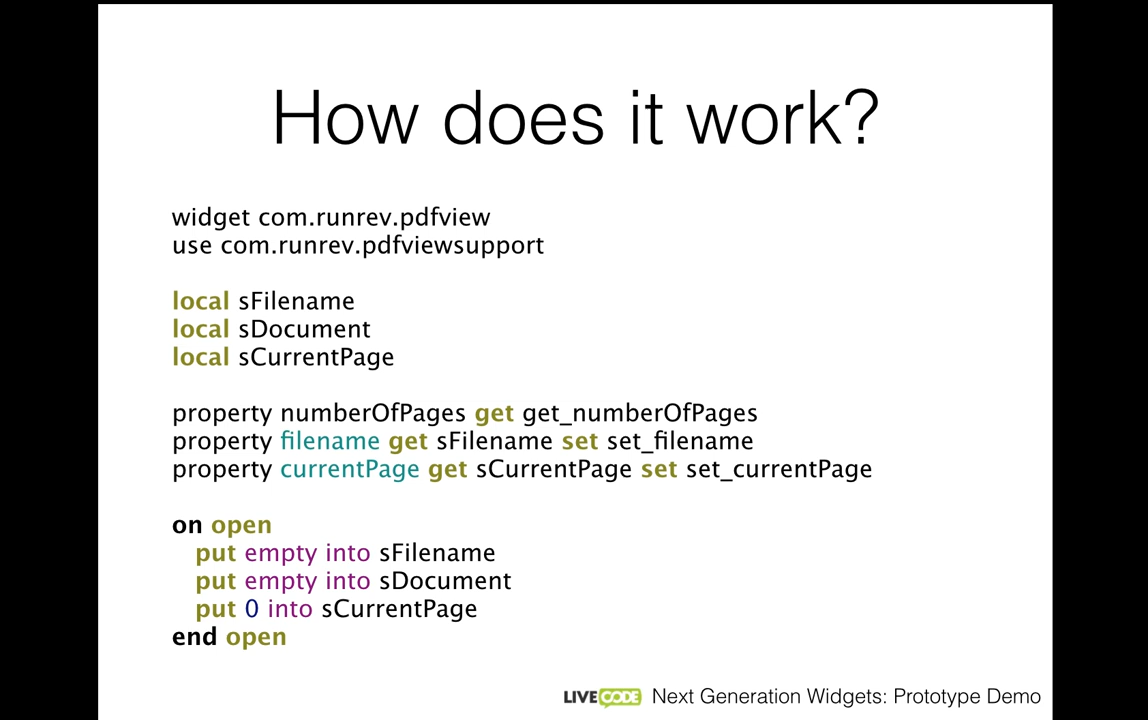 How does it work?
widget com.runrev.pdfview
use com.runrev.pdfviewsupport
local sFilename
local sDocument
local sCurrentPage
property numberOfPages get get_numberOfPages
property filename get sFilename set set_filename
property currentPage get sCurrentPage set set_currentPage
on open
put empty into sFilename
put empty into sDocument
put 0 into sCurrentPage
end open
LIVECODE Next Generation Widgets: Prototype Demo